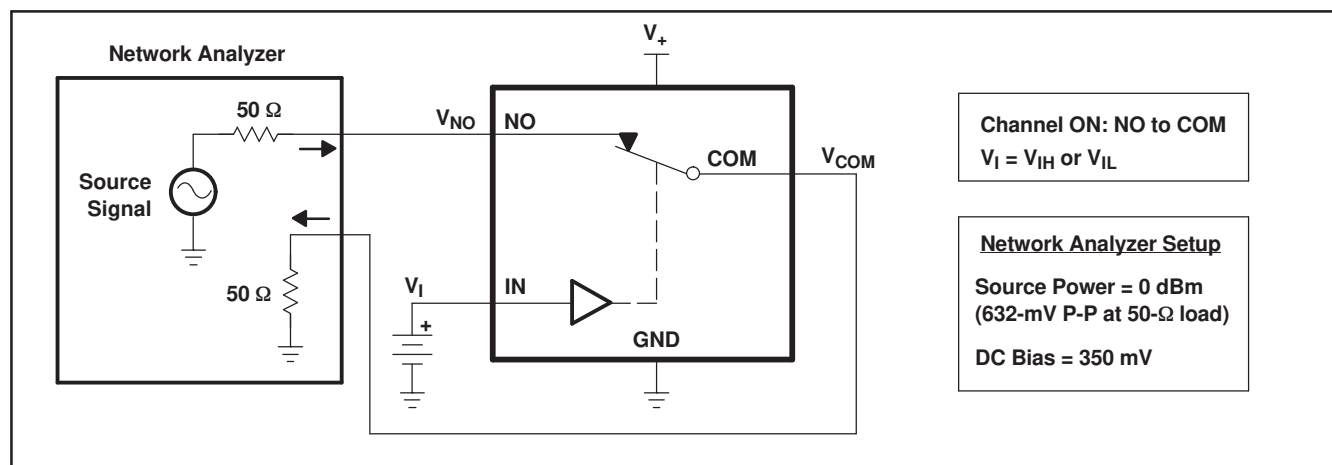 Network Analyzer
V+
50 Ω
VNO
NO
COM
VCOM
Source
Signal
50 Ω
VI
IN
+
GND
Channel ON: NO to COM
VI = VIH or VIL
Network Analyzer Setup
Source Power = 0 dBm
(632-mV P-P at 50-Ω load)
DC Bias = 350 mV